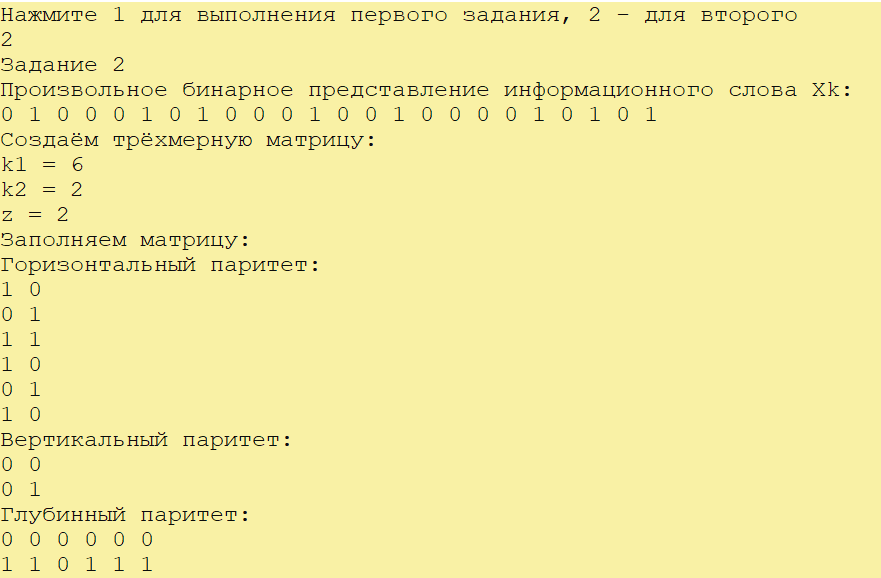 Нажмите 1 для выполнения первого задания, 2 - для второго
2
Задание 2
Произвольное бинарное представление информационного слова Xk:
0 1 0 0 0 1 0 1 0 0 0 1 0 0 1 0 0 0 0 1 0 1 0 1
Создаём трёхмерную матрицу:
k1 = 6
k2 = 2
z = 2
Заполняем матрицу:
Горизонтальный паритет:
1 0
0 1
1 1
1 0
0 1
1 0
Вертикальный паритет:
0 0
0 1
Глубинный паритет:
0 0 0 0 0 0
1 1 0 1 1 1